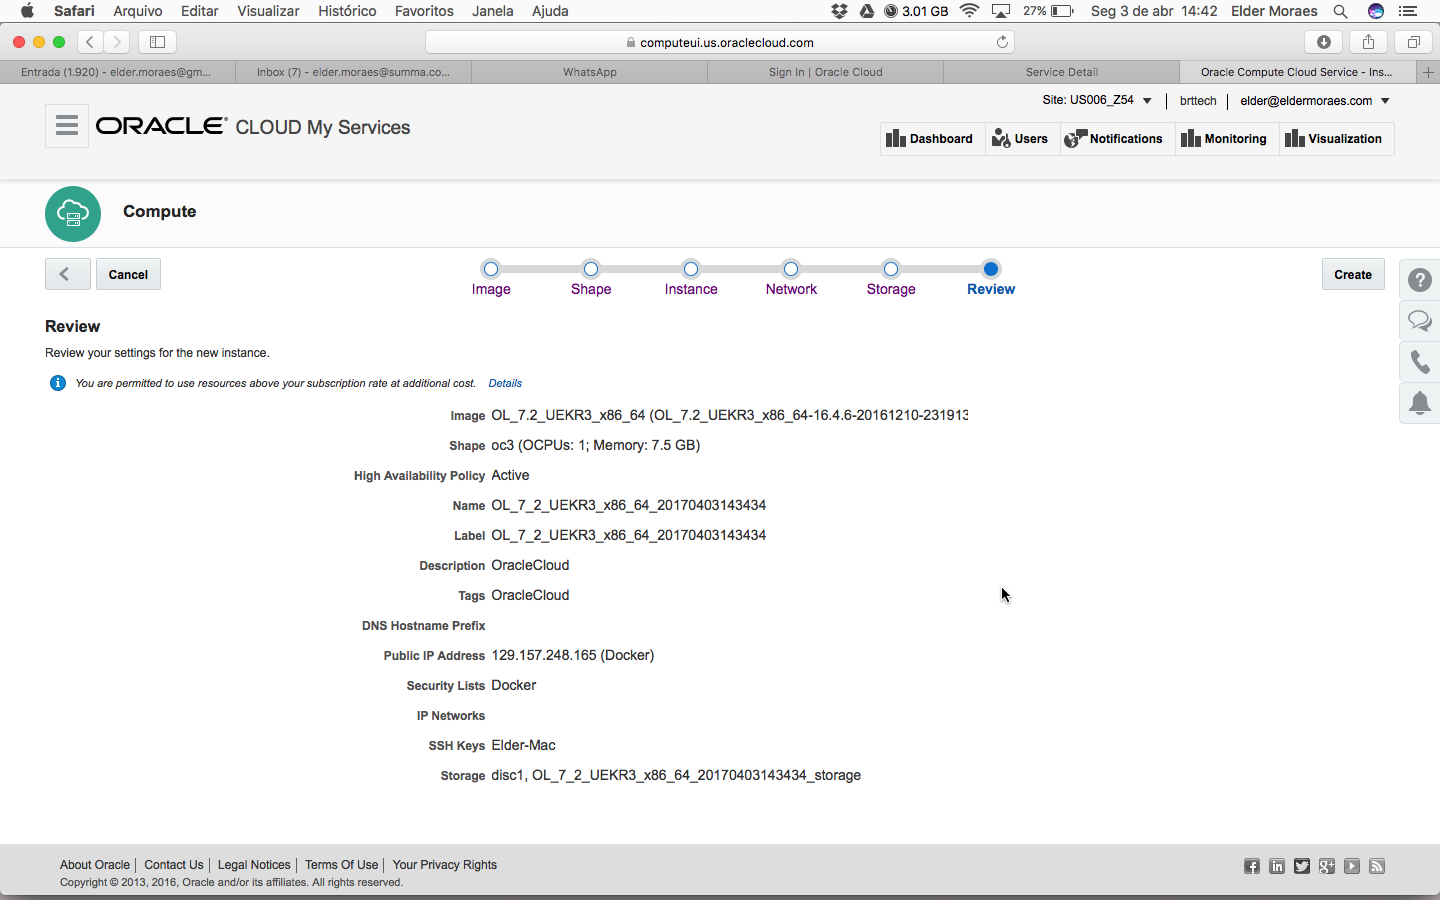 Safari Arquivo Editar Visualizar Histórico Favoritos Janela Ajuda 3.01 GB 27% Seg 3 de abr 14:42 Elder Moraes
computeui.us.oraclecloud.com
Entrada (1.920) - elder.moraes@gm... Inbox (7) - elder.moraes@summa.co... WhatsApp Sign In | Oracle Cloud Service Detail Oracle Compute Cloud Service - Ins...
Site: US006_Z54 brttech elder@eldermoraes.com
ORACLE CLOUD My Services
Dashboard Users Notifications Monitoring Visualization
Compute
Cancel Create
Image Shape Instance Network Storage Review
Review
Review your settings for the new instance.
You are permitted to use resources above your subscription rate at additional cost. Details
Image OL_7.2_UEKR3_x86_64 (OL_7.2_UEKR3_x86_64-16.4.6-20161210-231913
Shape oc3 (OCPUs: 1; Memory: 7.5 GB)
High Availability Policy Active
Name OL_7_2_UEKR3_x86_64_20170403143434
Label OL_7_2_UEKR3_x86_64_20170403143434
Description OracleCloud
Tags OracleCloud
DNS Hostname Prefix
Public IP Address 129.157.248.165 (Docker)
Security Lists Docker
IP Networks
SSH Keys Elder-Mac
Storage disc1, OL_7_2_UEKR3_x86_64_20170403143434_storage
About Oracle Contact Us Legal Notices Terms Of Use Your Privacy Rights
Copyright © 2013, 2016, Oracle and/or its affiliates. All rights reserved.